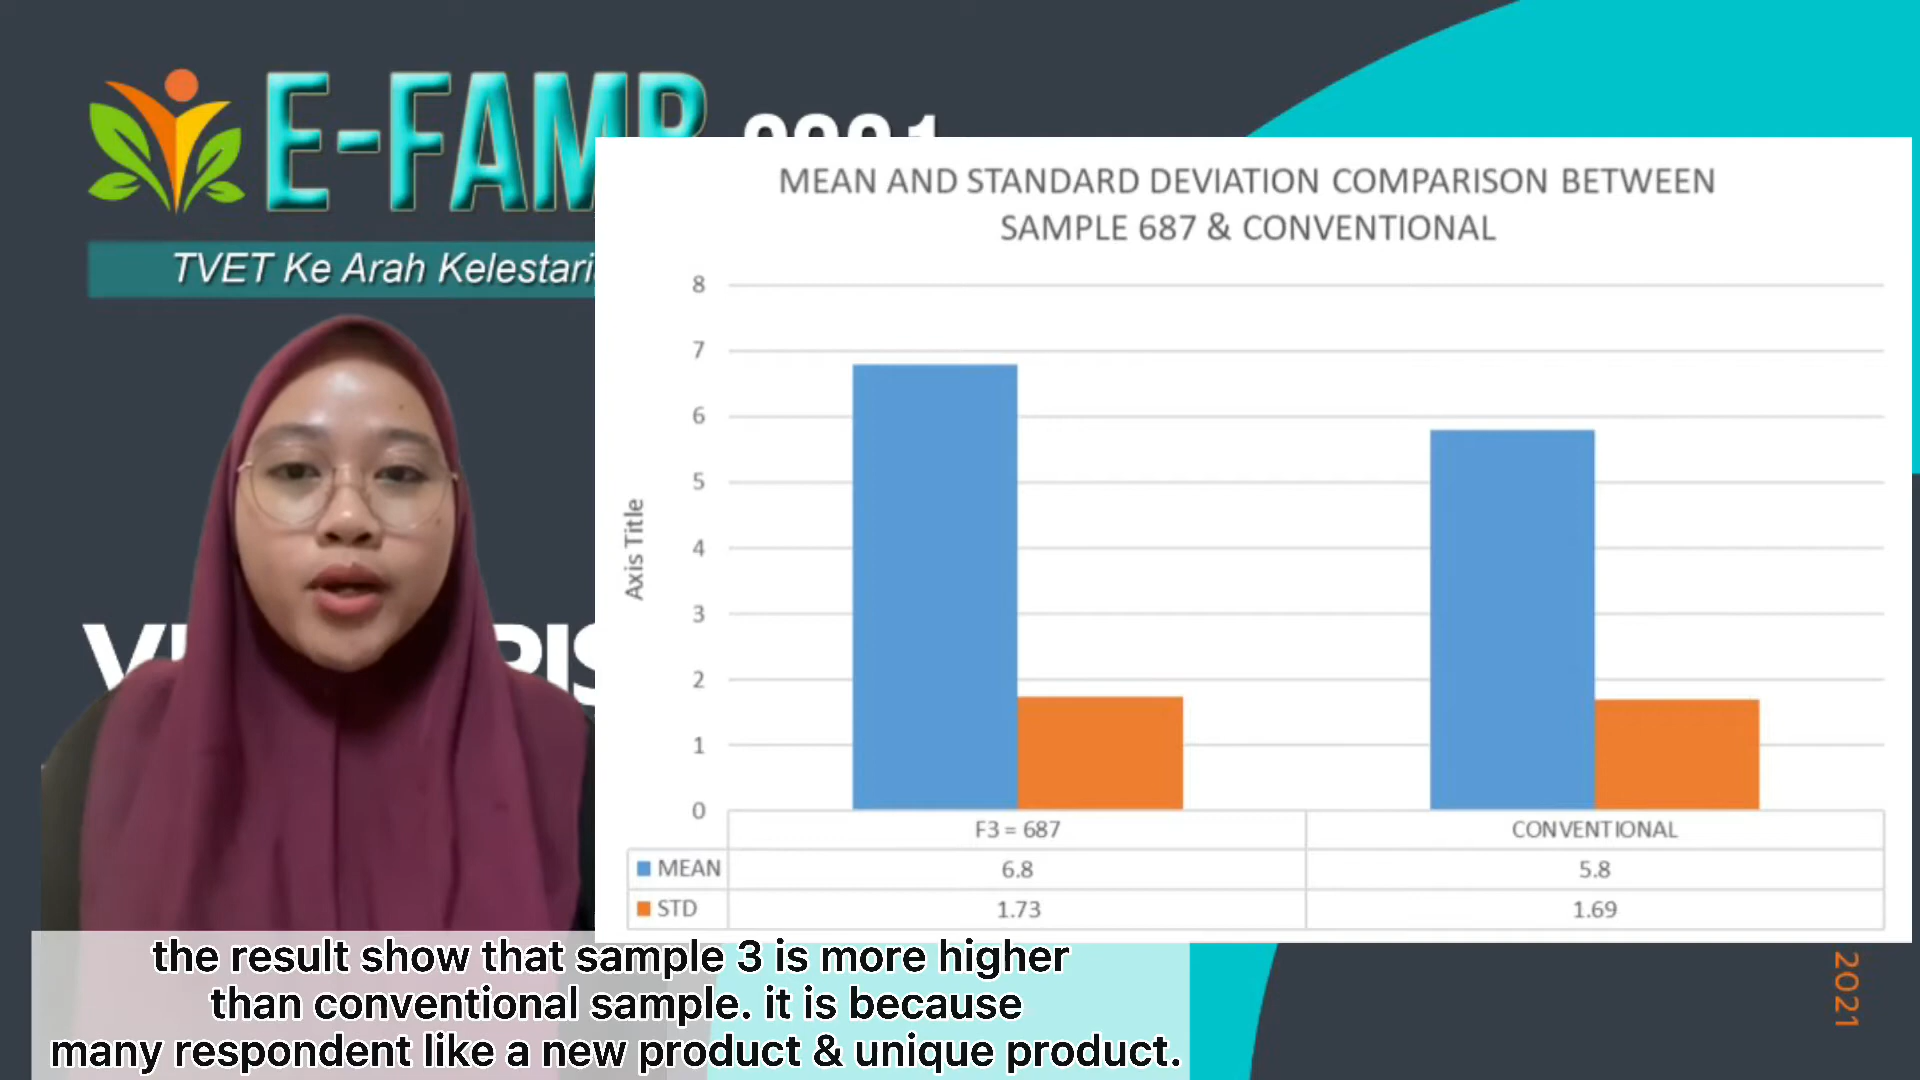 E-FAMP 2021
TVET Ke Arah Kelestari
MEAN AND STANDARD DEVIATION COMPARISON BETWEEN
SAMPLE 687 & CONVENTIONAL
8
7
6
5
4
3
2
1
0
Axis Title
F3 = 687 CONVENTIONAL
MEAN 6.8 5.8
STD 1.73 1.69
the result show that sample 3 is more higher
than conventional sample. it is because
many respondent like a new product & unique product.
2021